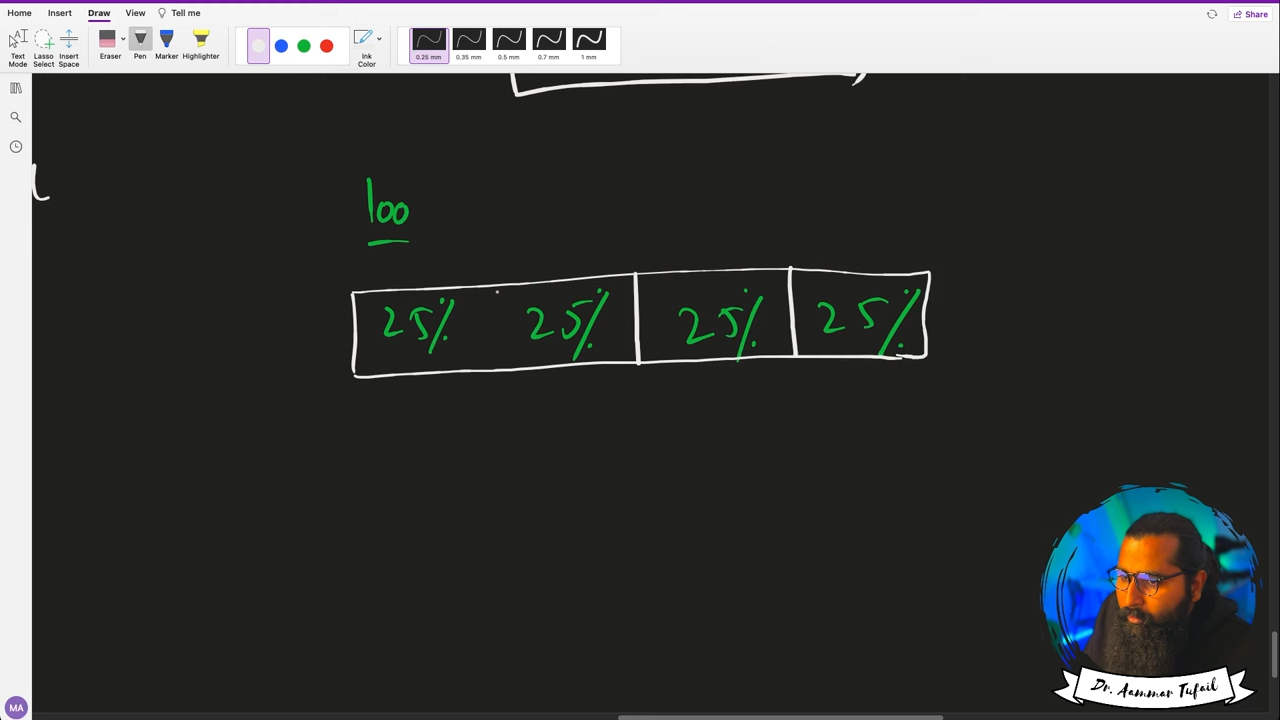 Home Insert Draw View Tell me
Share
Text Mode
Lasso Select
Insert Space
Eraser
Pen
Marker
Highlighter
Ink Color
0.25 mm
0.35 mm
0.5 mm
0.7 mm
1 mm
100
25% 25% 25% 25%
Dr. Aammar Tufail
MA